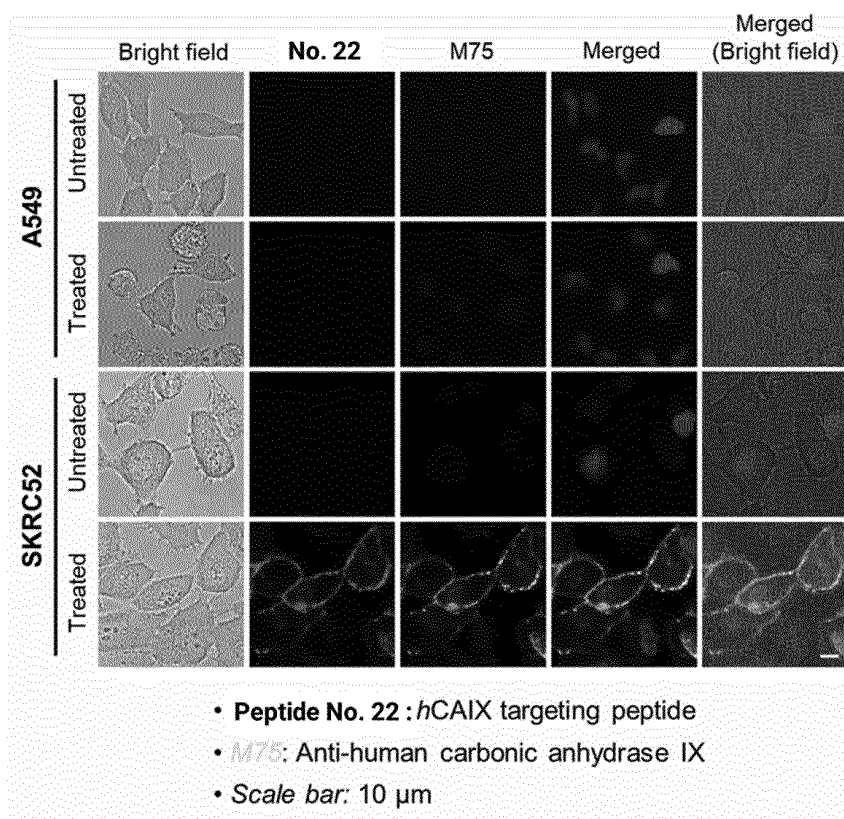 Merged
Bright field No. 22 M75 Merged (Bright field)
A549
Untreated
Treated
SKRC52
Untreated
Treated
• Peptide No. 22 : hCAIX targeting peptide
• M75: Anti-human carbonic anhydrase IX
• Scale bar: 10 µm